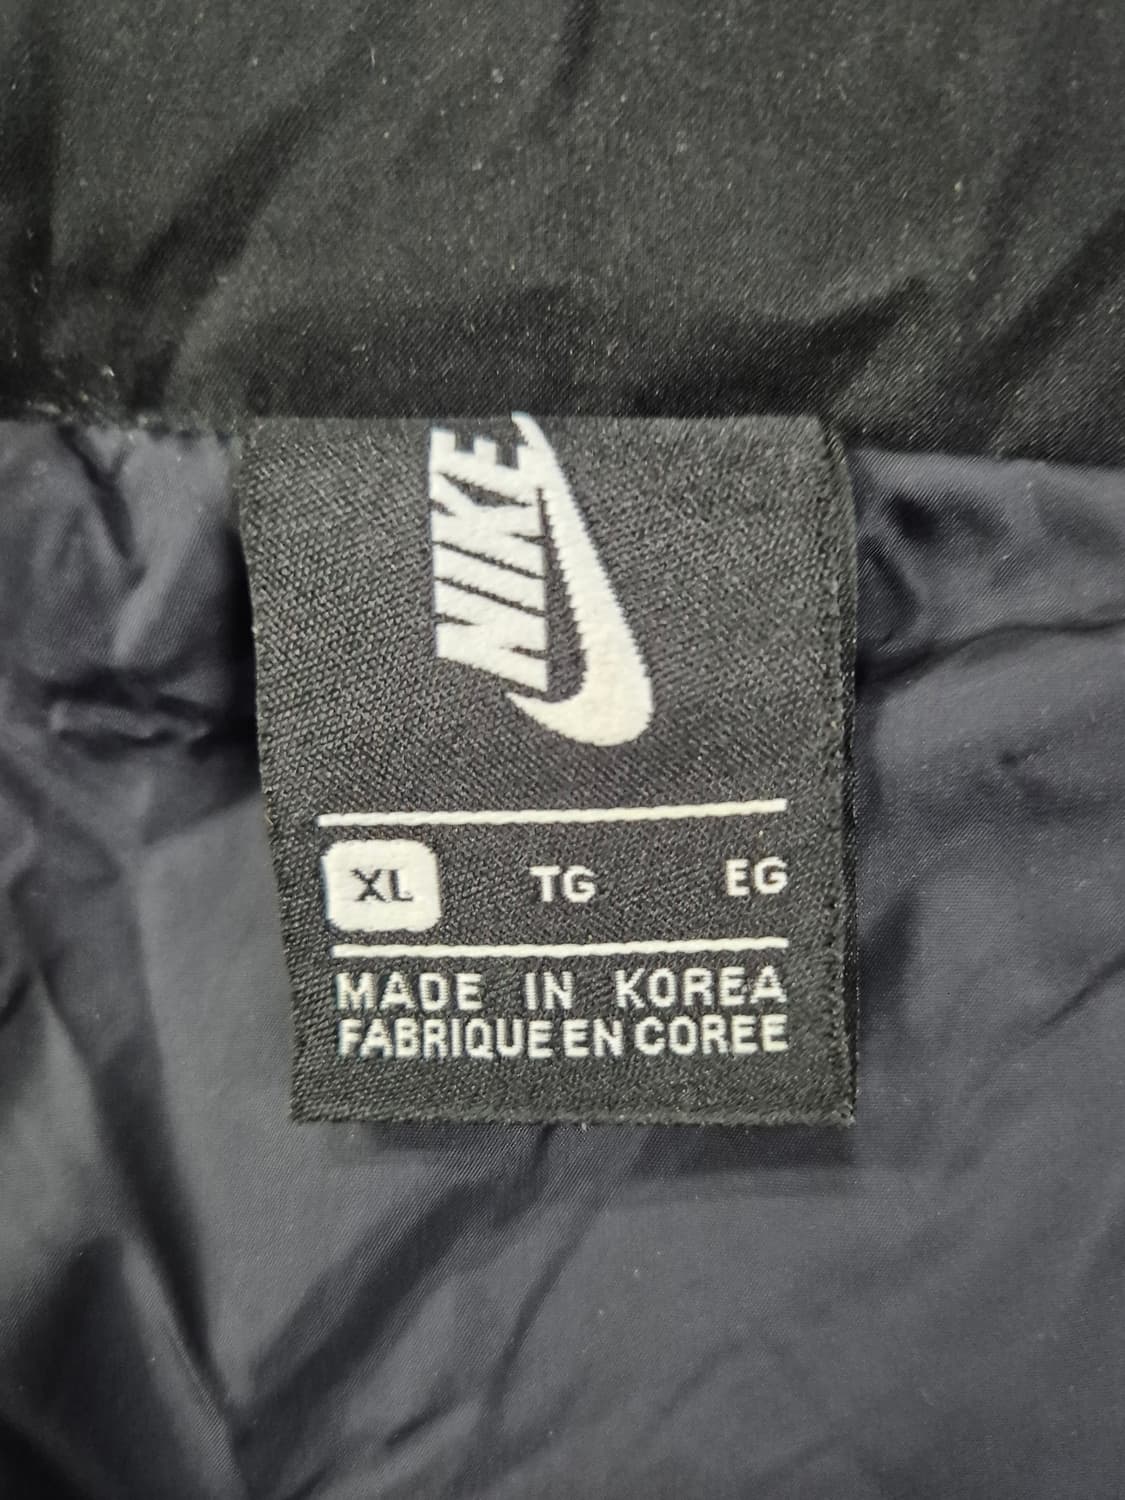 NIKE
XL TG EG
MADE IN KOREA
FABRIQUE EN COREE